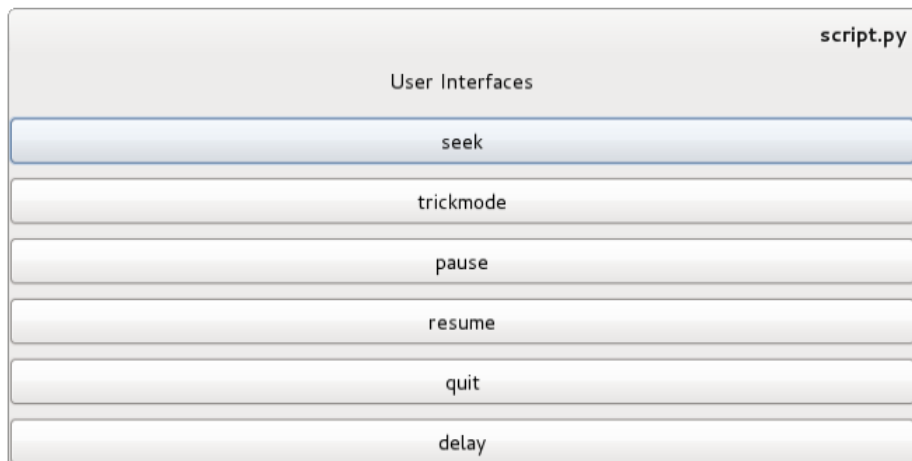 script.py
User Interfaces
seek
trickmode
pause
resume
quit
delay